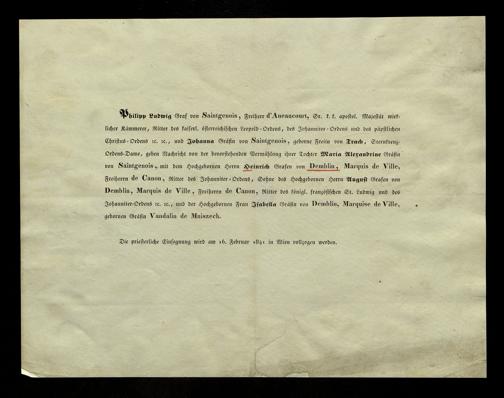 Philipp Ludwig Graf von Saintgenois, Freiherr d'Aneaucourt, Sr. k. k. apostol. Majestät wirk-
licher Kämmerer, Ritter des kaiserl. österreichischen Leopold-Ordens, des Johanniter-Ordens und des päpstlichen
Christus-Ordens ꝛc. ꝛc., und Johanna Gräfin von Saintgenois, geborne Freiin von Trach, Sternkreuz-
Ordens-Dame, geben Nachricht von der bevorstehenden Vermählung ihrer Tochter Maria Alexandrine Gräfin
von Saintgenois, mit dem Hochgebornen Herrn Heinrich Grafen von Demblin, Marquis de Ville,
Freiherrn de Canon, Ritter des Johanniter-Ordens, Sohne des Hochgebornen Herrn August Grafen von
Demblin, Marquis de Ville, Freiherrn de Canon, Ritter des königl. französischen St. Ludwig und des
Johanniter-Ordens ꝛc. ꝛc., und der Hochgebornen Frau Isabella Gräfin von Demblin, Marquise de Ville,
gebornen Gräfin Vandalin de Mniszech.
Die priesterliche Einsegnung wird am 16. Februar 1841 in Wien vollzogen werden.